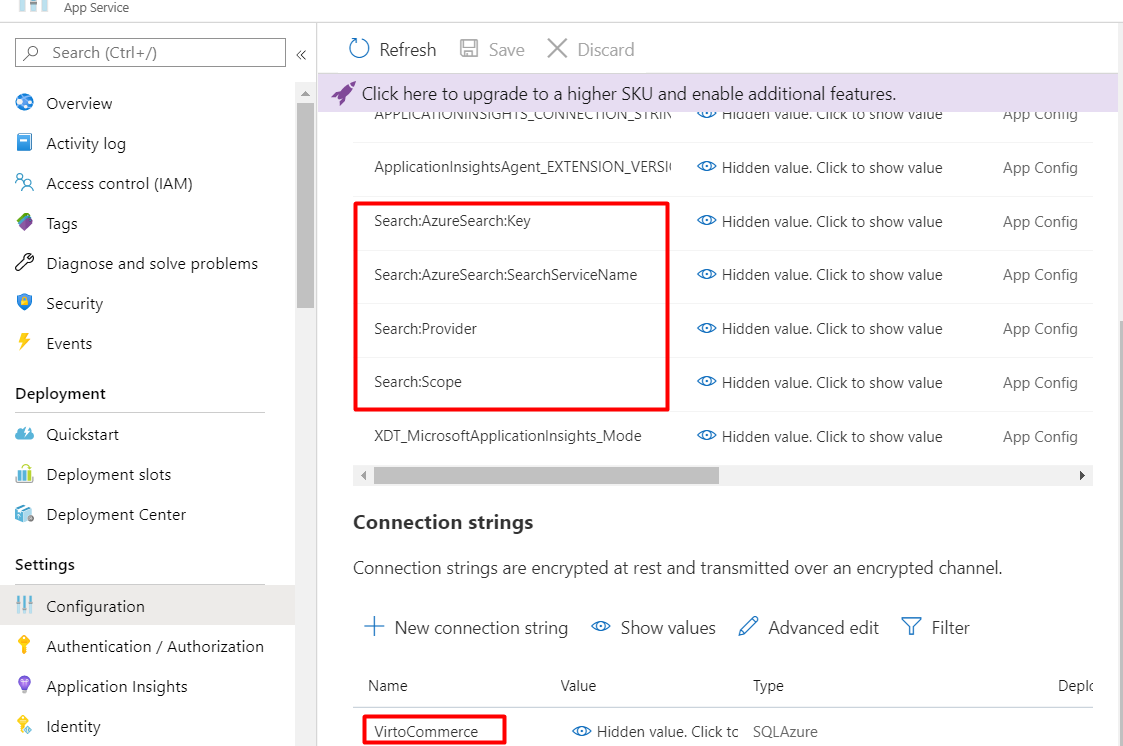 App Service
Search (Ctrl+/)
«
Overview
Activity log
Access control (IAM)
Tags
Diagnose and solve problems
Security
Events
Deployment
Quickstart
Deployment slots
Deployment Center
Settings
Configuration
Authentication / Authorization
Application Insights
Identity
Refresh Save Discard
Click here to upgrade to a higher SKU and enable additional features.
APPLICATIONINSIGHTS_CONNECTION_STRIN Hidden value. Click to show value App Config
ApplicationInsightsAgent_EXTENSION_VERSI Hidden value. Click to show value App Config
Search:AzureSearch:Key Hidden value. Click to show value App Config
Search:AzureSearch:SearchServiceName Hidden value. Click to show value App Config
Search:Provider Hidden value. Click to show value App Config
Search:Scope Hidden value. Click to show value App Config
XDT_MicrosoftApplicationInsights_Mode Hidden value. Click to show value App Config
Connection strings
Connection strings are encrypted at rest and transmitted over an encrypted channel.
New connection string Show values Advanced edit Filter
Name Value Type Deplo
VirtoCommerce Hidden value. Click tc SQLAzure